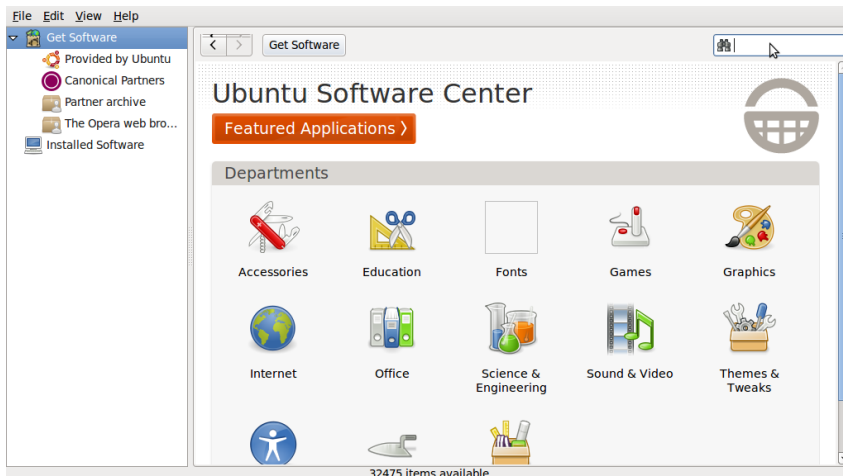 File Edit View Help
Get Software
Provided by Ubuntu
Canonical Partners
Partner archive
The Opera web bro...
Installed Software
Get Software
Ubuntu Software Center
Featured Applications 〉
Departments
Accessories Education Fonts Games Graphics
Internet Office Science & Engineering Sound & Video Themes & Tweaks
32475 items available